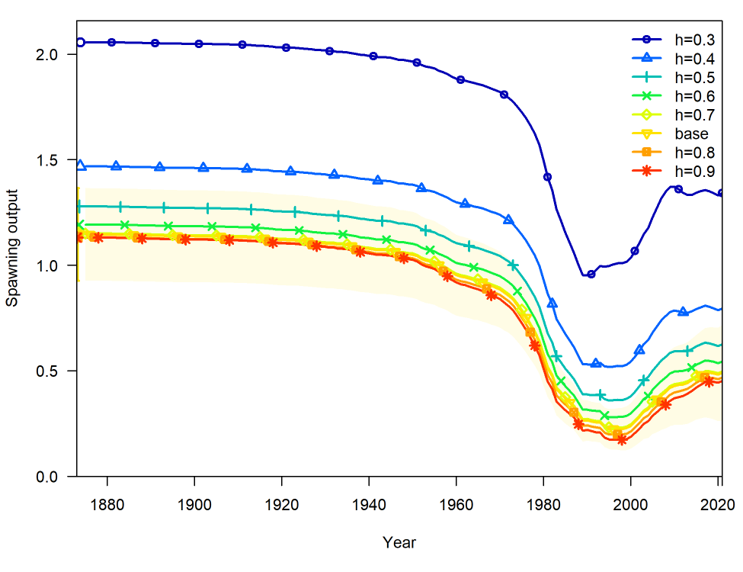 h=0.3
h=0.4
h=0.5
h=0.6
h=0.7
base
h=0.8
h=0.9
2.0
1.5
1.0
0.5
0.0
Spawning output
1880 1900 1920 1940 1960 1980 2000 2020
Year